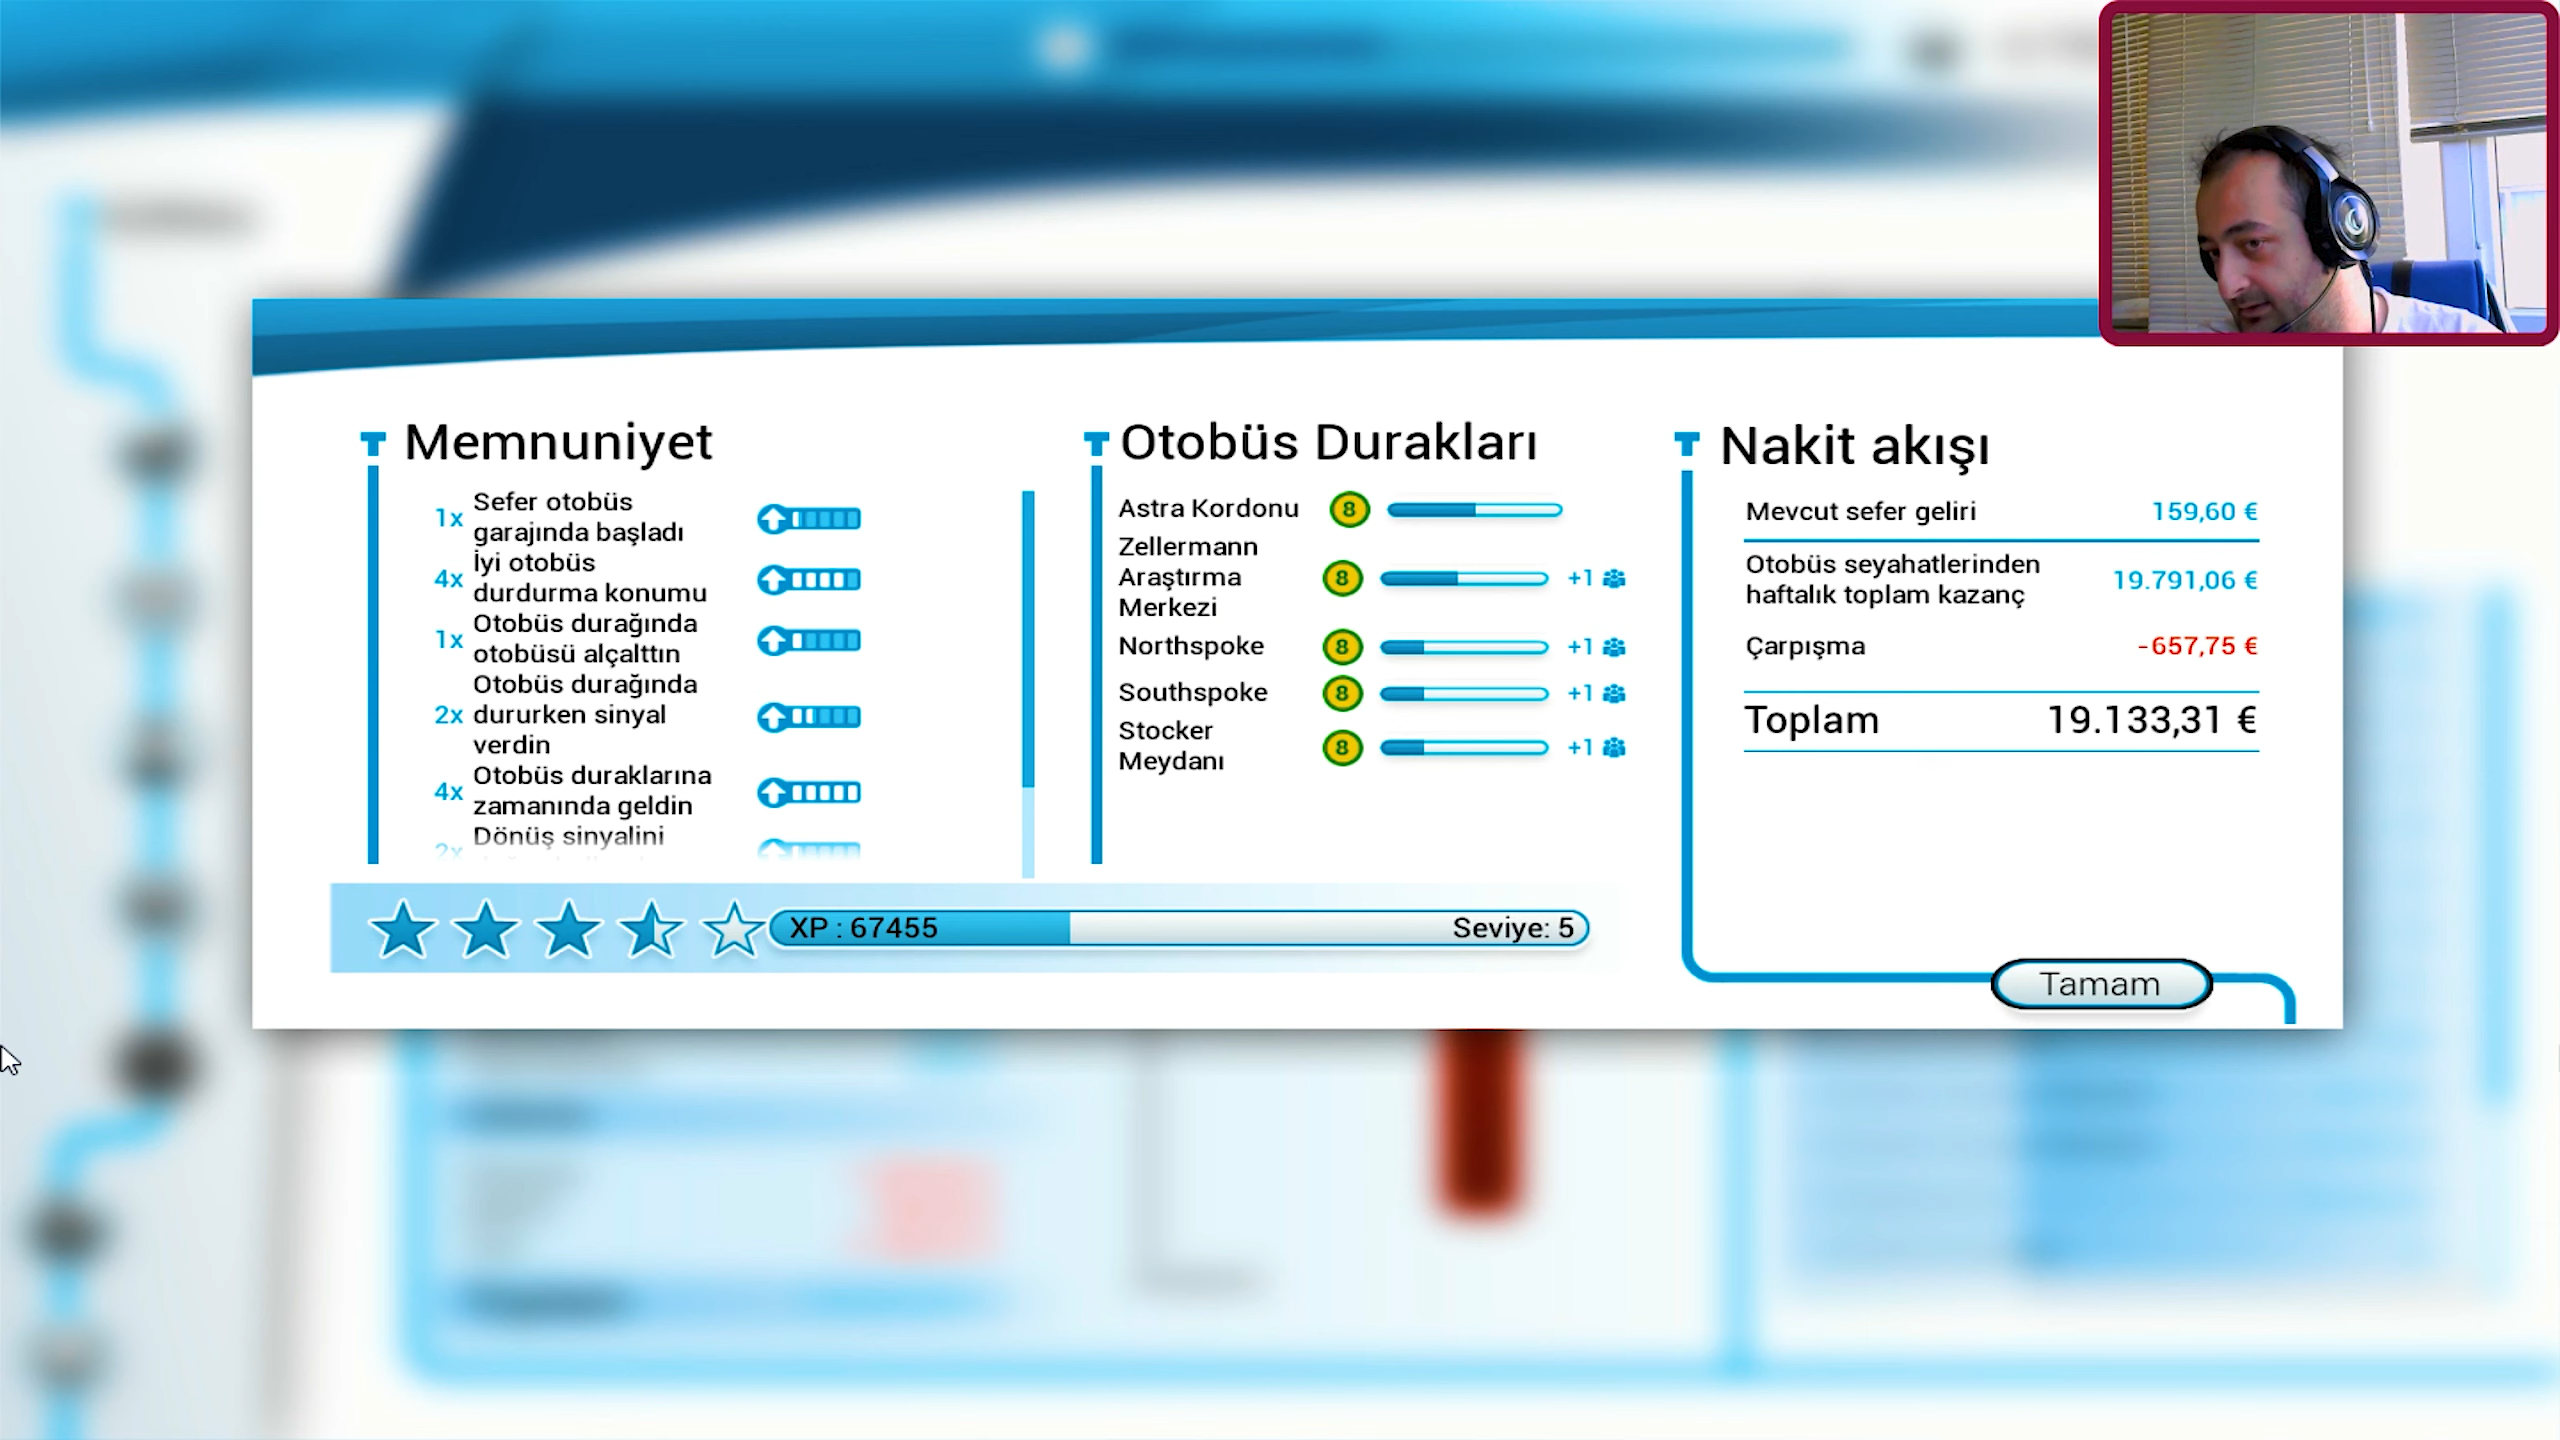 Memnuniyet
1x Sefer otobüs
garajında başladı
4x İyi otobüs
durdurma konumu
1x Otobüs durağında
otobüsü alçalttın
2x Otobüs durağında
dururken sinyal
verdin
4x Otobüs duraklarına
zamanında geldin
2x Dönüş sinyalini
Otobüs Durakları
Astra Kordonu 8
Zellermann
Araştırma
Merkezi 8 +1
Northspoke 8 +1
Southspoke 8 +1
Stocker
Meydanı 8 +1
Nakit akışı
Mevcut sefer geliri 159,60 €
Otobüs seyahatlerinden
haftalık toplam kazanç 19.791,06 €
Çarpışma -657,75 €
Toplam 19.133,31 €
XP : 67455 Seviye: 5
Tamam